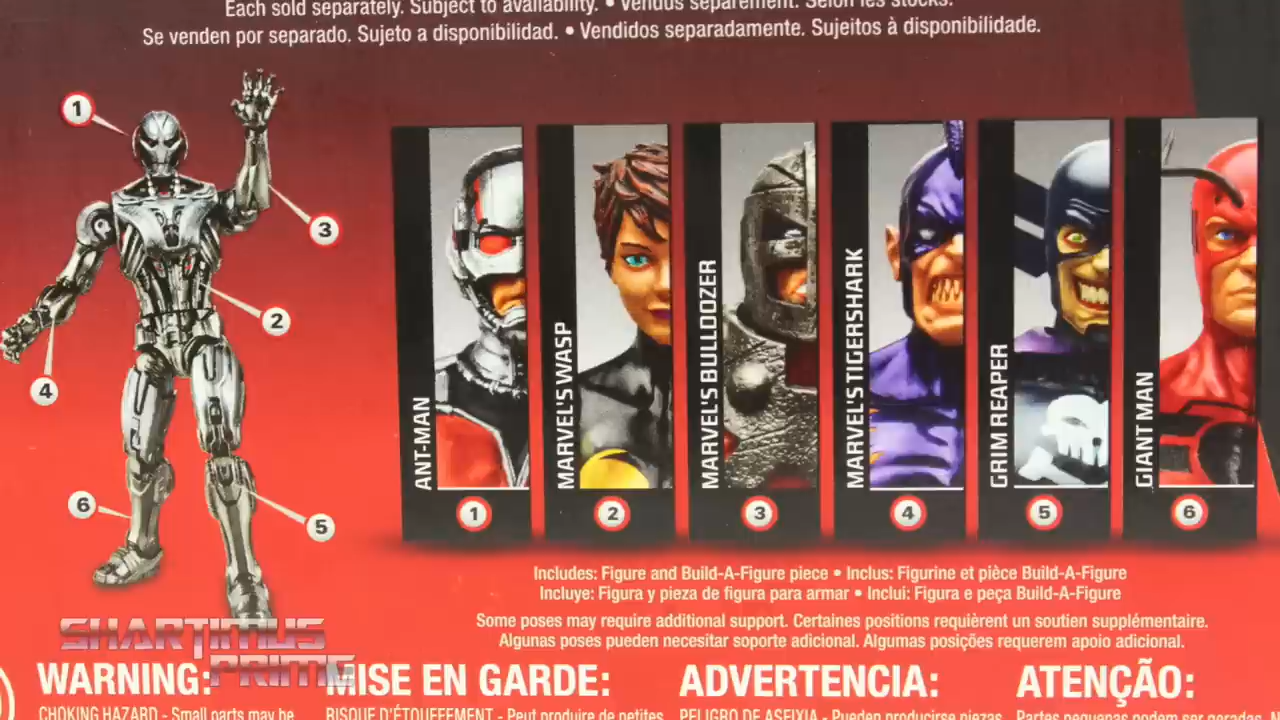 Each sold separately. Subject to availability. • Vendus séparément. Selon les stocks.
Se venden por separado. Sujeto a disponibilidad. • Vendidos separadamente. Sujeitos à disponibilidade.
1
3
2
4
6
5
ANT-MAN
MARVEL'S WASP
MARVEL'S BULLDOZER
MARVEL'S TIGERSHARK
GRIM REAPER
GIANT MAN
1 2 3 4 5 6
Includes: Figure and Build-A-Figure piece • Inclus: Figurine et pièce Build-A-Figure
Incluye: Figura y pieza de figura para armar • Inclui: Figura e peça Build-A-Figure
Some poses may require additional support. Certaines positions requièrent un soutien supplémentaire.
Algunas poses pueden necesitar soporte adicional. Algumas posições requerem apoio adicional.
SHARTIMUS
PRIME
WARNING: MISE EN GARDE: ADVERTENCIA: ATENÇÃO:
CHOKING HAZARD - Small parts may be RISQUE D'ÉTOUFFEMENT - Peut produire de petites PELIGRO DE ASFIXIA - Pueden producirse piezas Partes pequenas podem ser geradas.